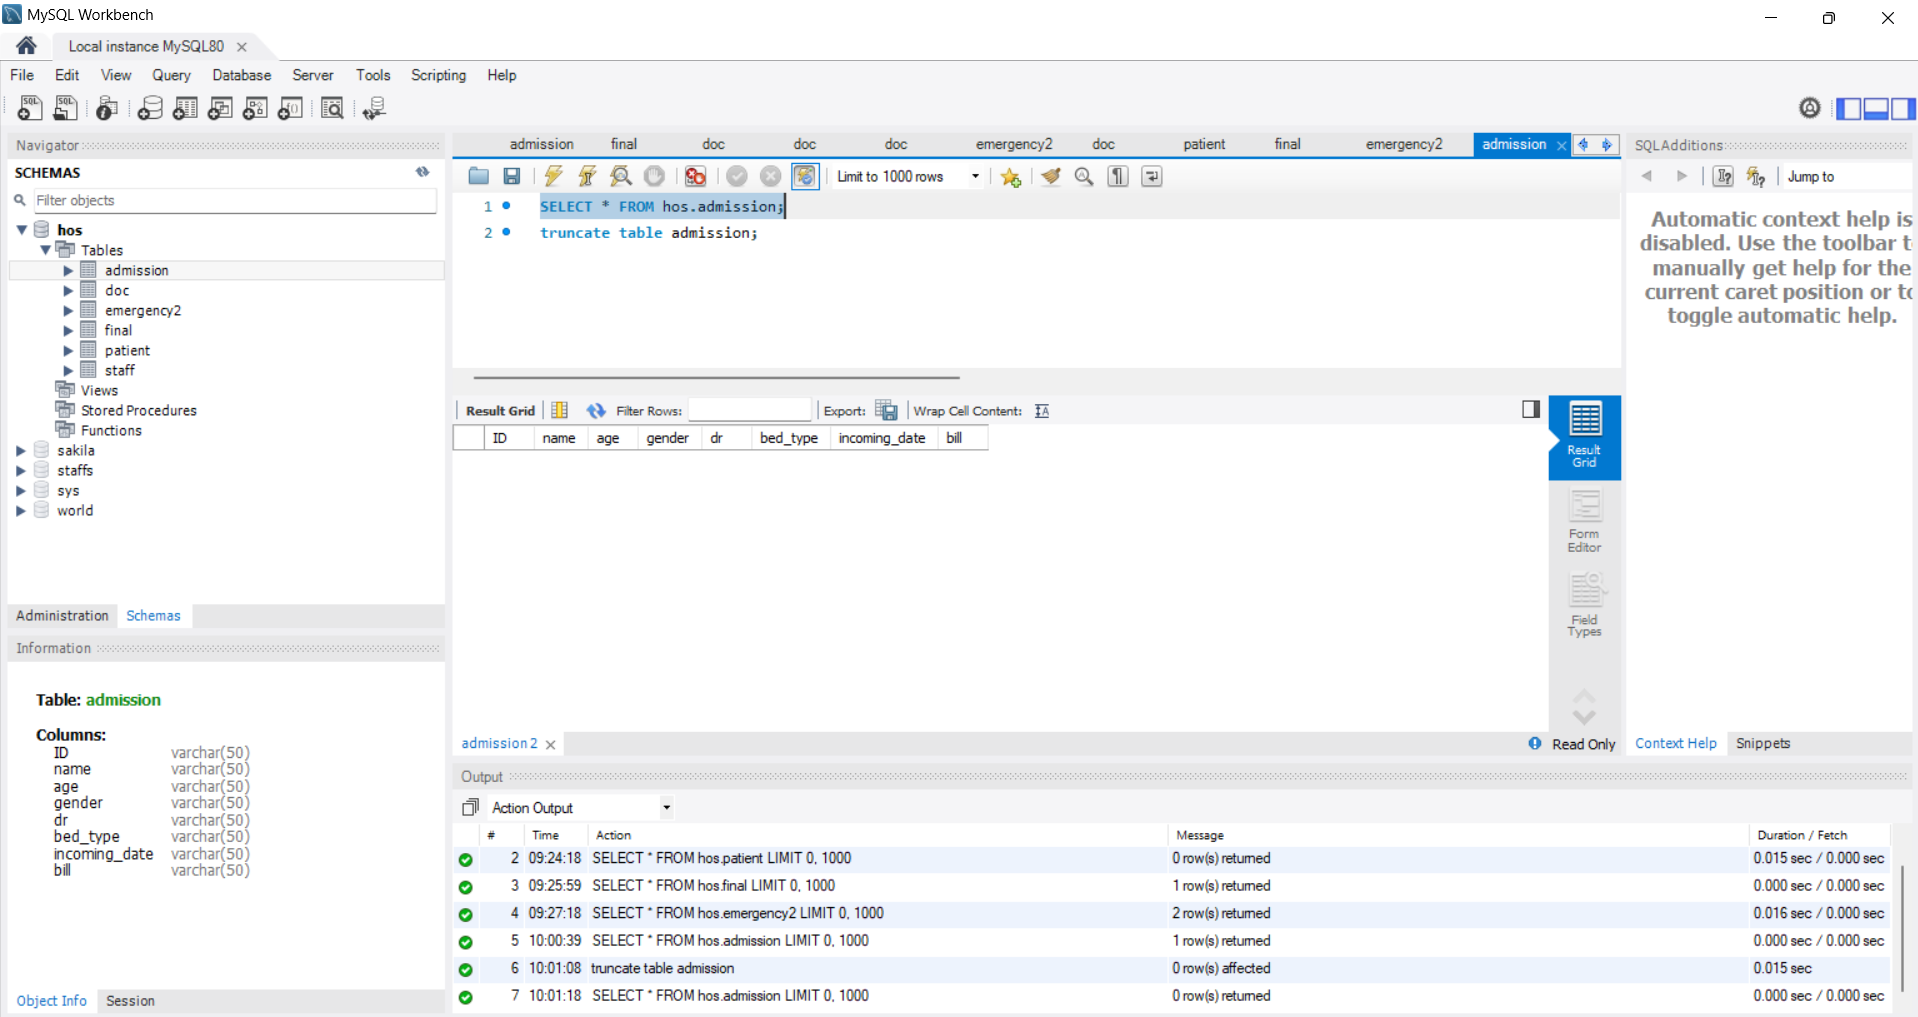 MySQL Workbench
Local instance MySQL80
File Edit View Query Database Server Tools Scripting Help
Navigator
SCHEMAS
Filter objects
hos
Tables
admission
doc
emergency2
final
patient
staff
Views
Stored Procedures
Functions
sakila
staffs
sys
world
Administration Schemas
Information
Table: admission
Columns:
ID varchar(50)
name varchar(50)
age varchar(50)
gender varchar(50)
dr varchar(50)
bed_type varchar(50)
incoming_date varchar(50)
bill varchar(50)
Object Info Session
admission final doc doc doc emergency2 doc patient final emergency2 admission
Limit to 1000 rows
1 SELECT * FROM hos.admission;
2 truncate table admission;
Result Grid Filter Rows: Export: Wrap Cell Content:
ID name age gender dr bed_type incoming_date bill
Result
Grid
Form
Editor
Field
Types
admission 2 Read Only
SQLAdditions
Jump to
Automatic context help is
disabled. Use the toolbar t
manually get help for the
current caret position or to
toggle automatic help.
Context Help Snippets
Output
Action Output
# Time Action Message Duration / Fetch
2 09:24:18 SELECT * FROM hos.patient LIMIT 0, 1000 0 row(s) returned 0.015 sec / 0.000 sec
3 09:25:59 SELECT * FROM hos.final LIMIT 0, 1000 1 row(s) returned 0.000 sec / 0.000 sec
4 09:27:18 SELECT * FROM hos.emergency2 LIMIT 0, 1000 2 row(s) returned 0.016 sec / 0.000 sec
5 10:00:39 SELECT * FROM hos.admission LIMIT 0, 1000 1 row(s) returned 0.000 sec / 0.000 sec
6 10:01:08 truncate table admission 0 row(s) affected 0.015 sec
7 10:01:18 SELECT * FROM hos.admission LIMIT 0, 1000 0 row(s) returned 0.000 sec / 0.000 sec